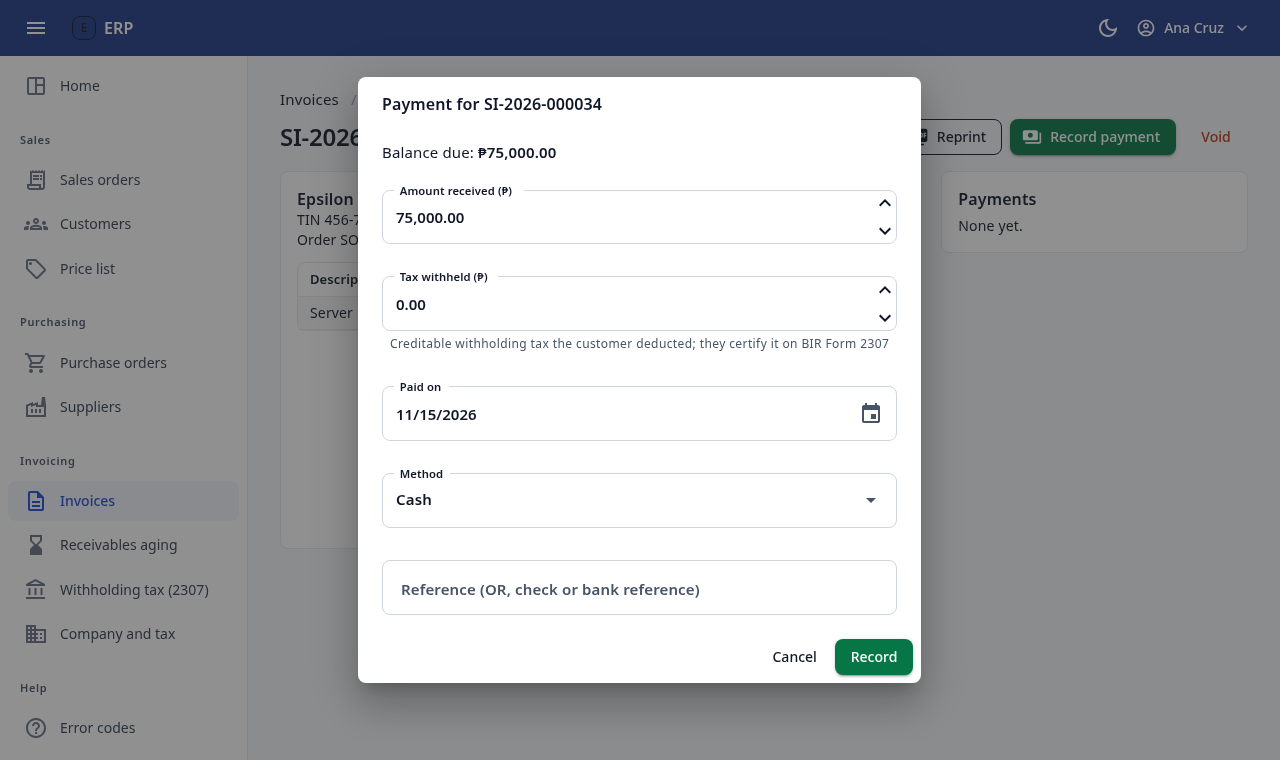 E ERP
Ana Cruz
Home
Sales
Sales orders
Customers
Price list
Purchasing
Purchase orders
Suppliers
Invoicing
Invoices
Receivables aging
Withholding tax (2307)
Company and tax
Help
Error codes
Invoices /
SI-2026
Reprint
Record payment
Void
Epsilon
TIN 456-7
Order SO
Descrip
Server
Payments
None yet.
Payment for SI-2026-000034
Balance due: ₱75,000.00
Amount received (₱)
75,000.00
Tax withheld (₱)
0.00
Creditable withholding tax the customer deducted; they certify it on BIR Form 2307
Paid on
11/15/2026
Method
Cash
Reference (OR, check or bank reference)
Cancel
Record